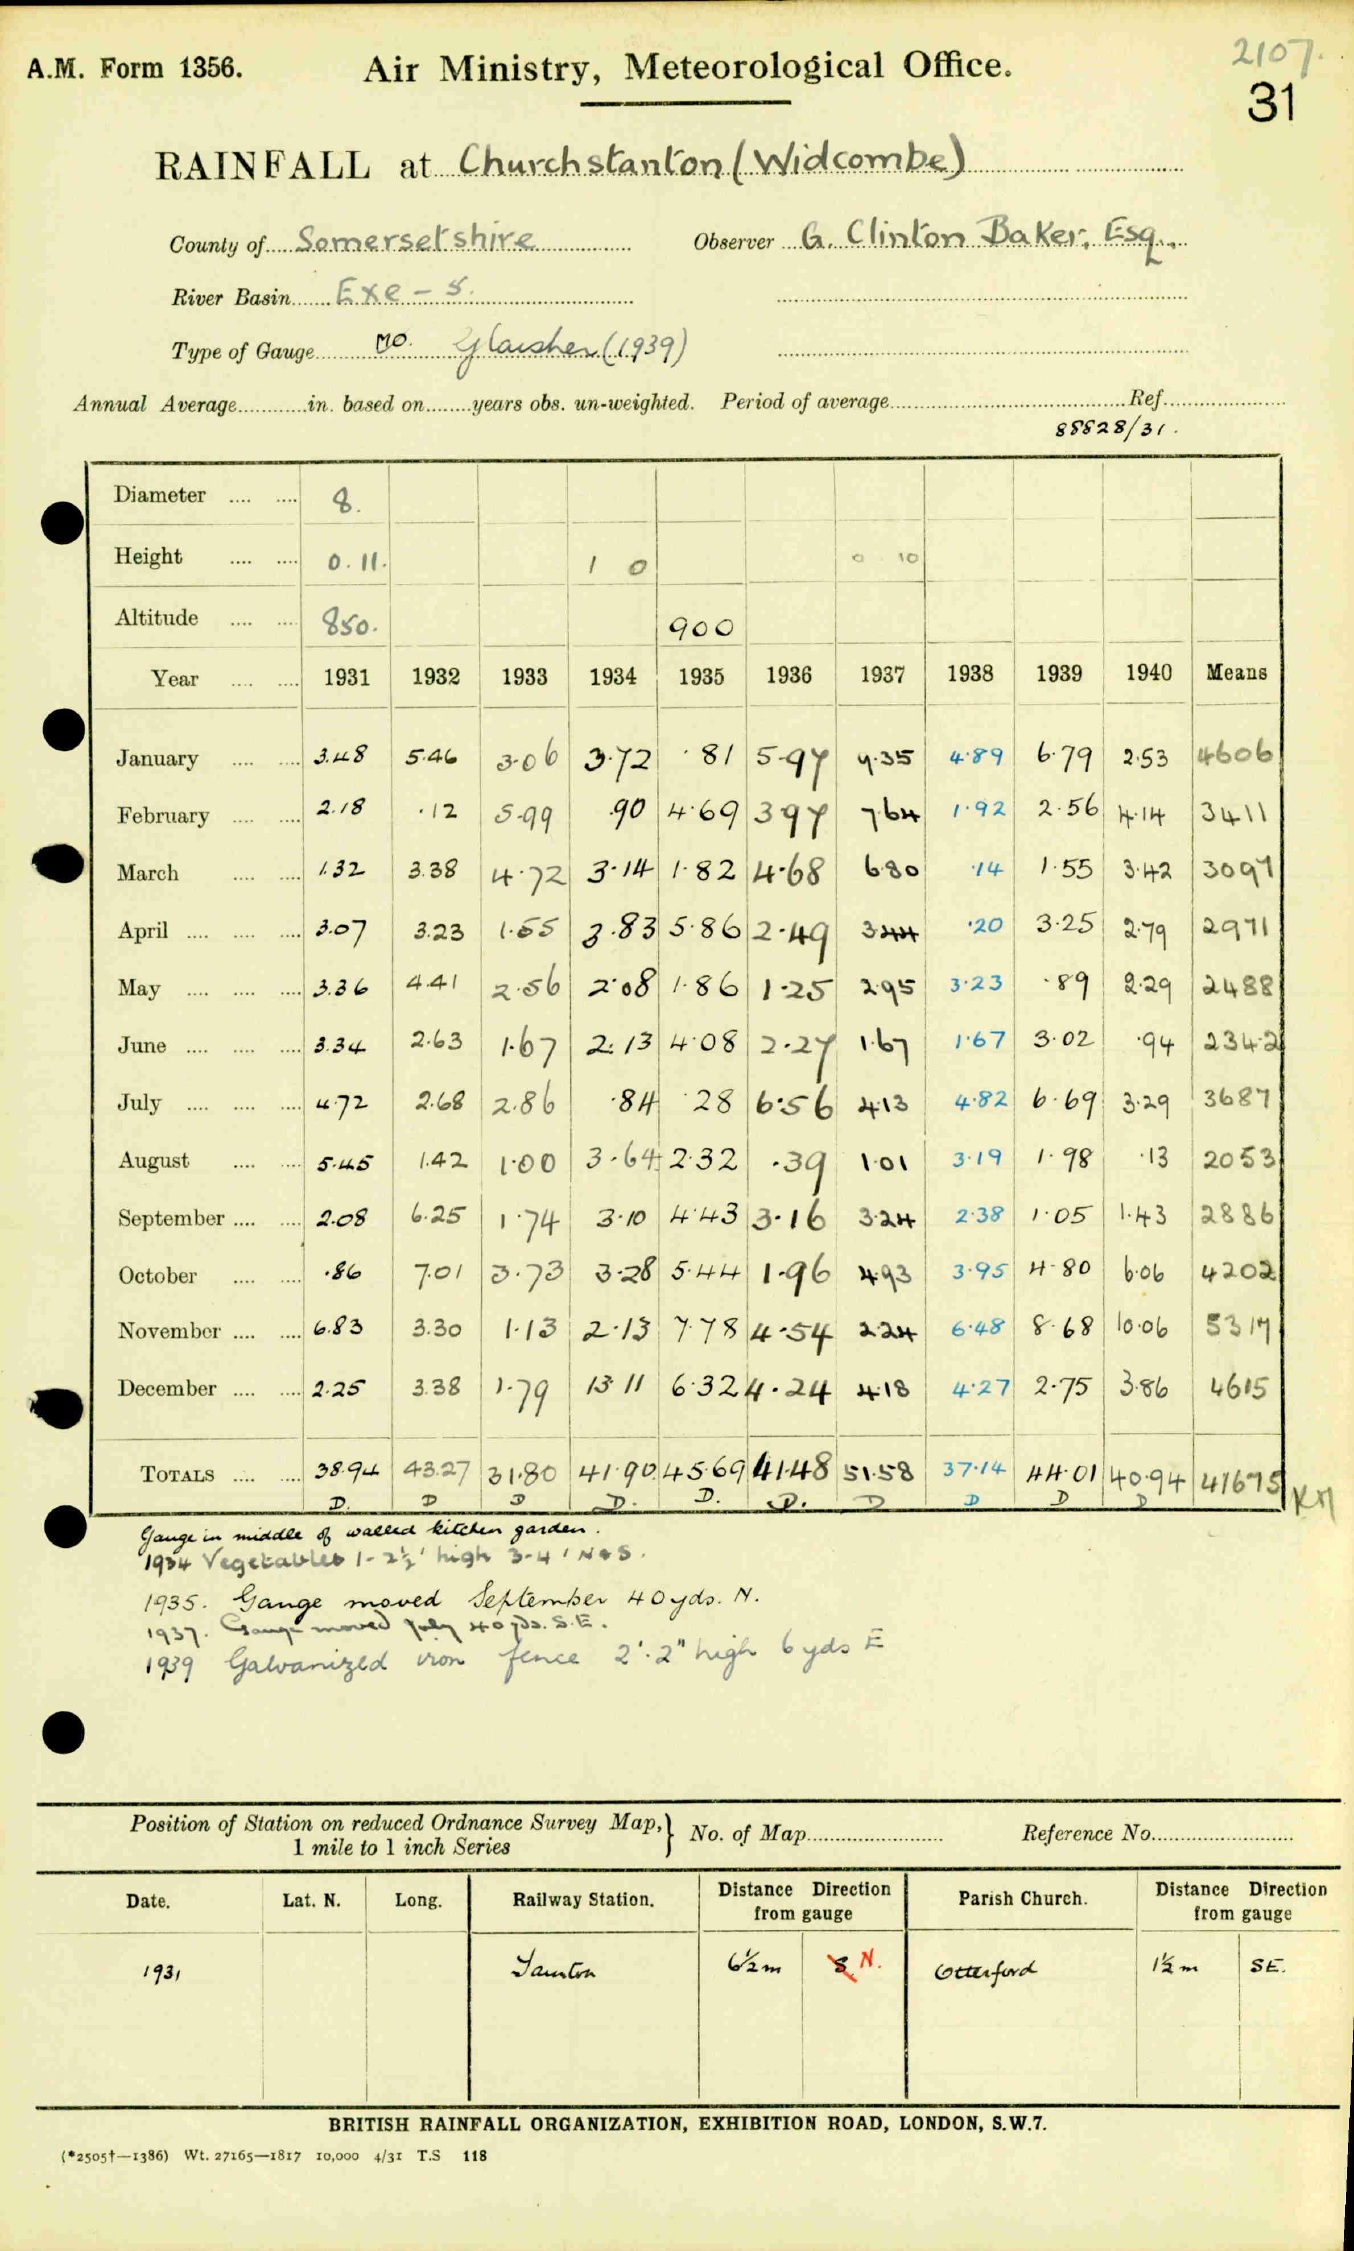 2107.
A.M. Form 1356.
Air Ministry, Meteorological Office.
31
RAINFALL at Churchstanton (Widcombe)
County of Somersetshire Observer G. Clinton Baker, Esq.,
River Basin Exe - S.
Type of Gauge MO. Glaisher (1939)
Annual Average in. based on years obs. un-weighted. Period of average Ref.
88828/31.
Diameter 8.
Height 0.11. 1 0 0 10
Altitude 850. 900
Year 1931 1932 1933 1934 1935 1936 1937 1938 1939 1940 Means
January 3.48 5.46 3.06 3.72 .81 5.97 9.35 4.89 6.79 2.53 4606
February 2.18 .12 5.99 .90 4.69 3.97 7.64 1.92 2.56 4.14 3411
March 1.32 3.38 4.72 3.14 1.82 4.68 6.80 .14 1.55 3.42 3097
April 3.07 3.23 1.55 3.83 5.86 2.49 3.44 .20 3.25 2.79 2971
May 3.36 4.41 2.56 2.08 1.86 1.25 2.95 3.23 .89 2.29 2488
June 3.34 2.63 1.67 2.13 4.08 2.27 1.67 1.67 3.02 .94 2342
July 4.72 2.68 2.86 .84 .28 6.56 4.13 4.82 6.69 3.29 3687
August 5.45 1.42 1.00 3.64 2.32 .39 1.01 3.19 1.98 .13 2053
September 2.08 6.25 1.74 3.10 4.43 3.16 3.24 2.38 1.05 1.43 2886
October .86 7.01 3.73 3.28 5.44 1.96 4.93 3.95 4.80 6.06 4202
November 6.83 3.30 1.13 2.13 7.78 4.54 2.24 6.48 8.68 10.06 5317
December 2.25 3.38 1.79 13.11 6.32 4.24 4.18 4.27 2.75 3.86 4615
TOTALS 38.94 43.27 31.80 41.90 45.69 41.48 51.58 37.14 44.01 40.94 41675
D. D D D. D. D. D D D D
Gauge in middle of walled kitchen garden.
1934 Vegetables 1-2½' high 3-4' N & S.
1935. Gauge moved September 40 yds. N.
1937. Gauge moved July 40 yds. S.E.
1939 Galvanized iron fence 2'.2" high 6 yds E
Position of Station on reduced Ordnance Survey Map, } No. of Map Reference No.
1 mile to 1 inch Series
Date. Lat. N. Long. Railway Station. Distance Direction from gauge Parish Church. Distance Direction from gauge
1931 Taunton 6½ m S N. Otterford 1½ m SE.
BRITISH RAINFALL ORGANIZATION, EXHIBITION ROAD, LONDON, S.W.7.
(*2505†—1386) Wt. 27165—1817 10,000 4/31 T.S 118